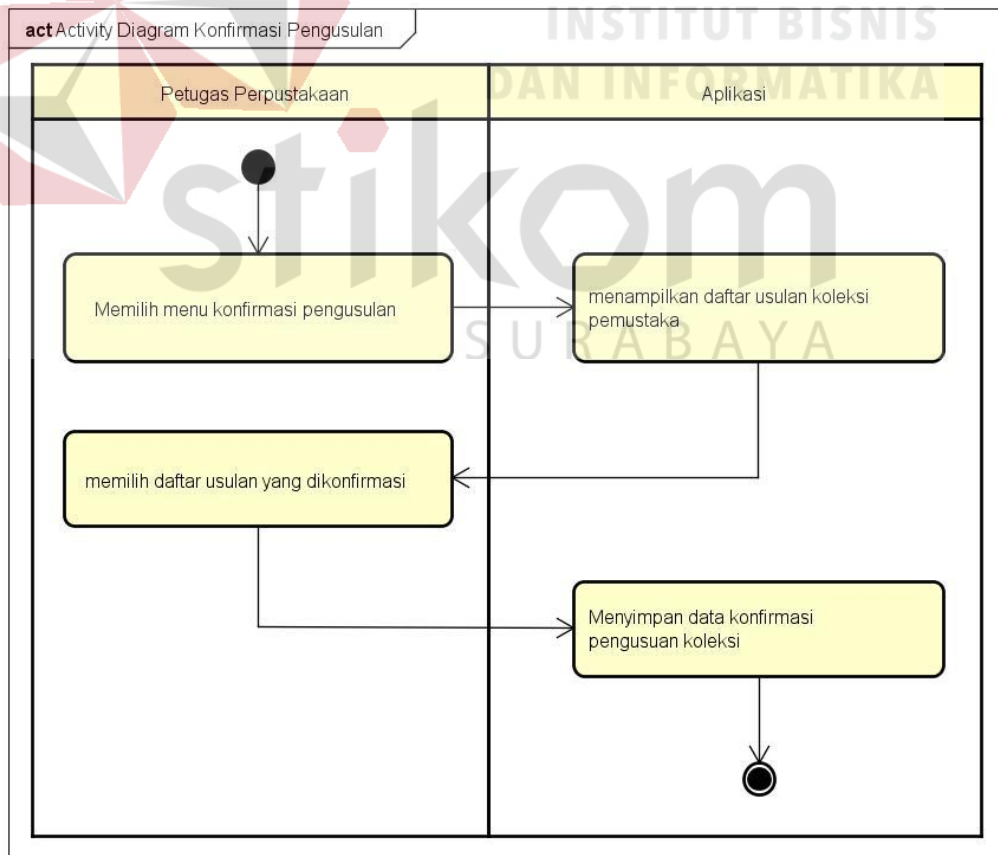 act Activity Diagram Konfirmasi Pengusulan
INSTITUT BISNIS
DAN INFORMATIKA
Petugas Perpustakaan
Aplikasi
stikom
SURABAYA
Memilih menu konfirmasi pengusulan
menampilkan daftar usulan koleksi
pemustaka
memilih daftar usulan yang dikonfirmasi
Menyimpan data konfirmasi
pengusuan koleksi